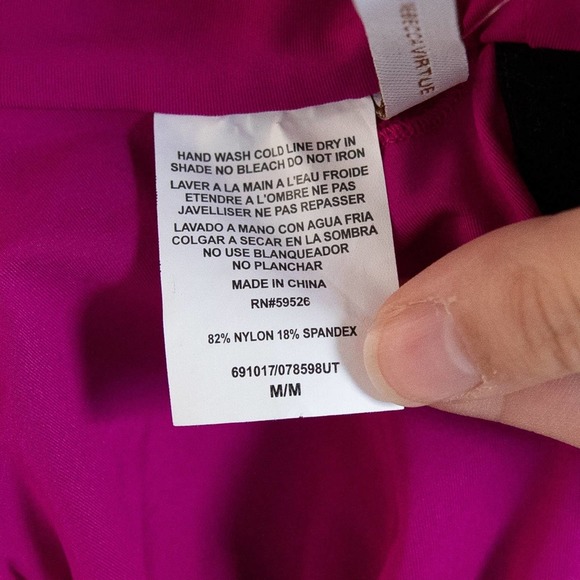 BECCAVIRTUE
HAND WASH COLD LINE DRY IN
SHADE NO BLEACH DO NOT IRON
LAVER A LA MAIN A L'EAU FROIDE
ETENDRE A L'OMBRE NE PAS
JAVELLISER NE PAS REPASSER
LAVADO A MANO CON AGUA FRIA
COLGAR A SECAR EN LA SOMBRA
NO USE BLANQUEADOR
NO PLANCHAR
MADE IN CHINA
RN#59526
82% NYLON 18% SPANDEX
691017/078598UT
M/M